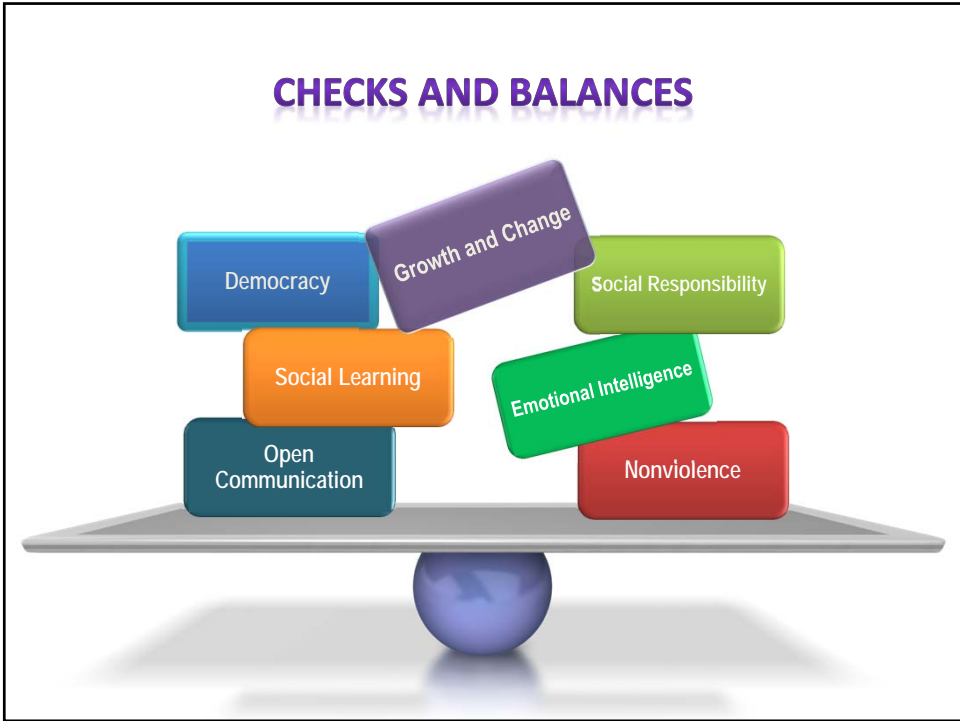 CHECKS AND BALANCES
Growth and Change
Democracy
Social Responsibility
Social Learning
Emotional Intelligence
Open
Communication
Nonviolence